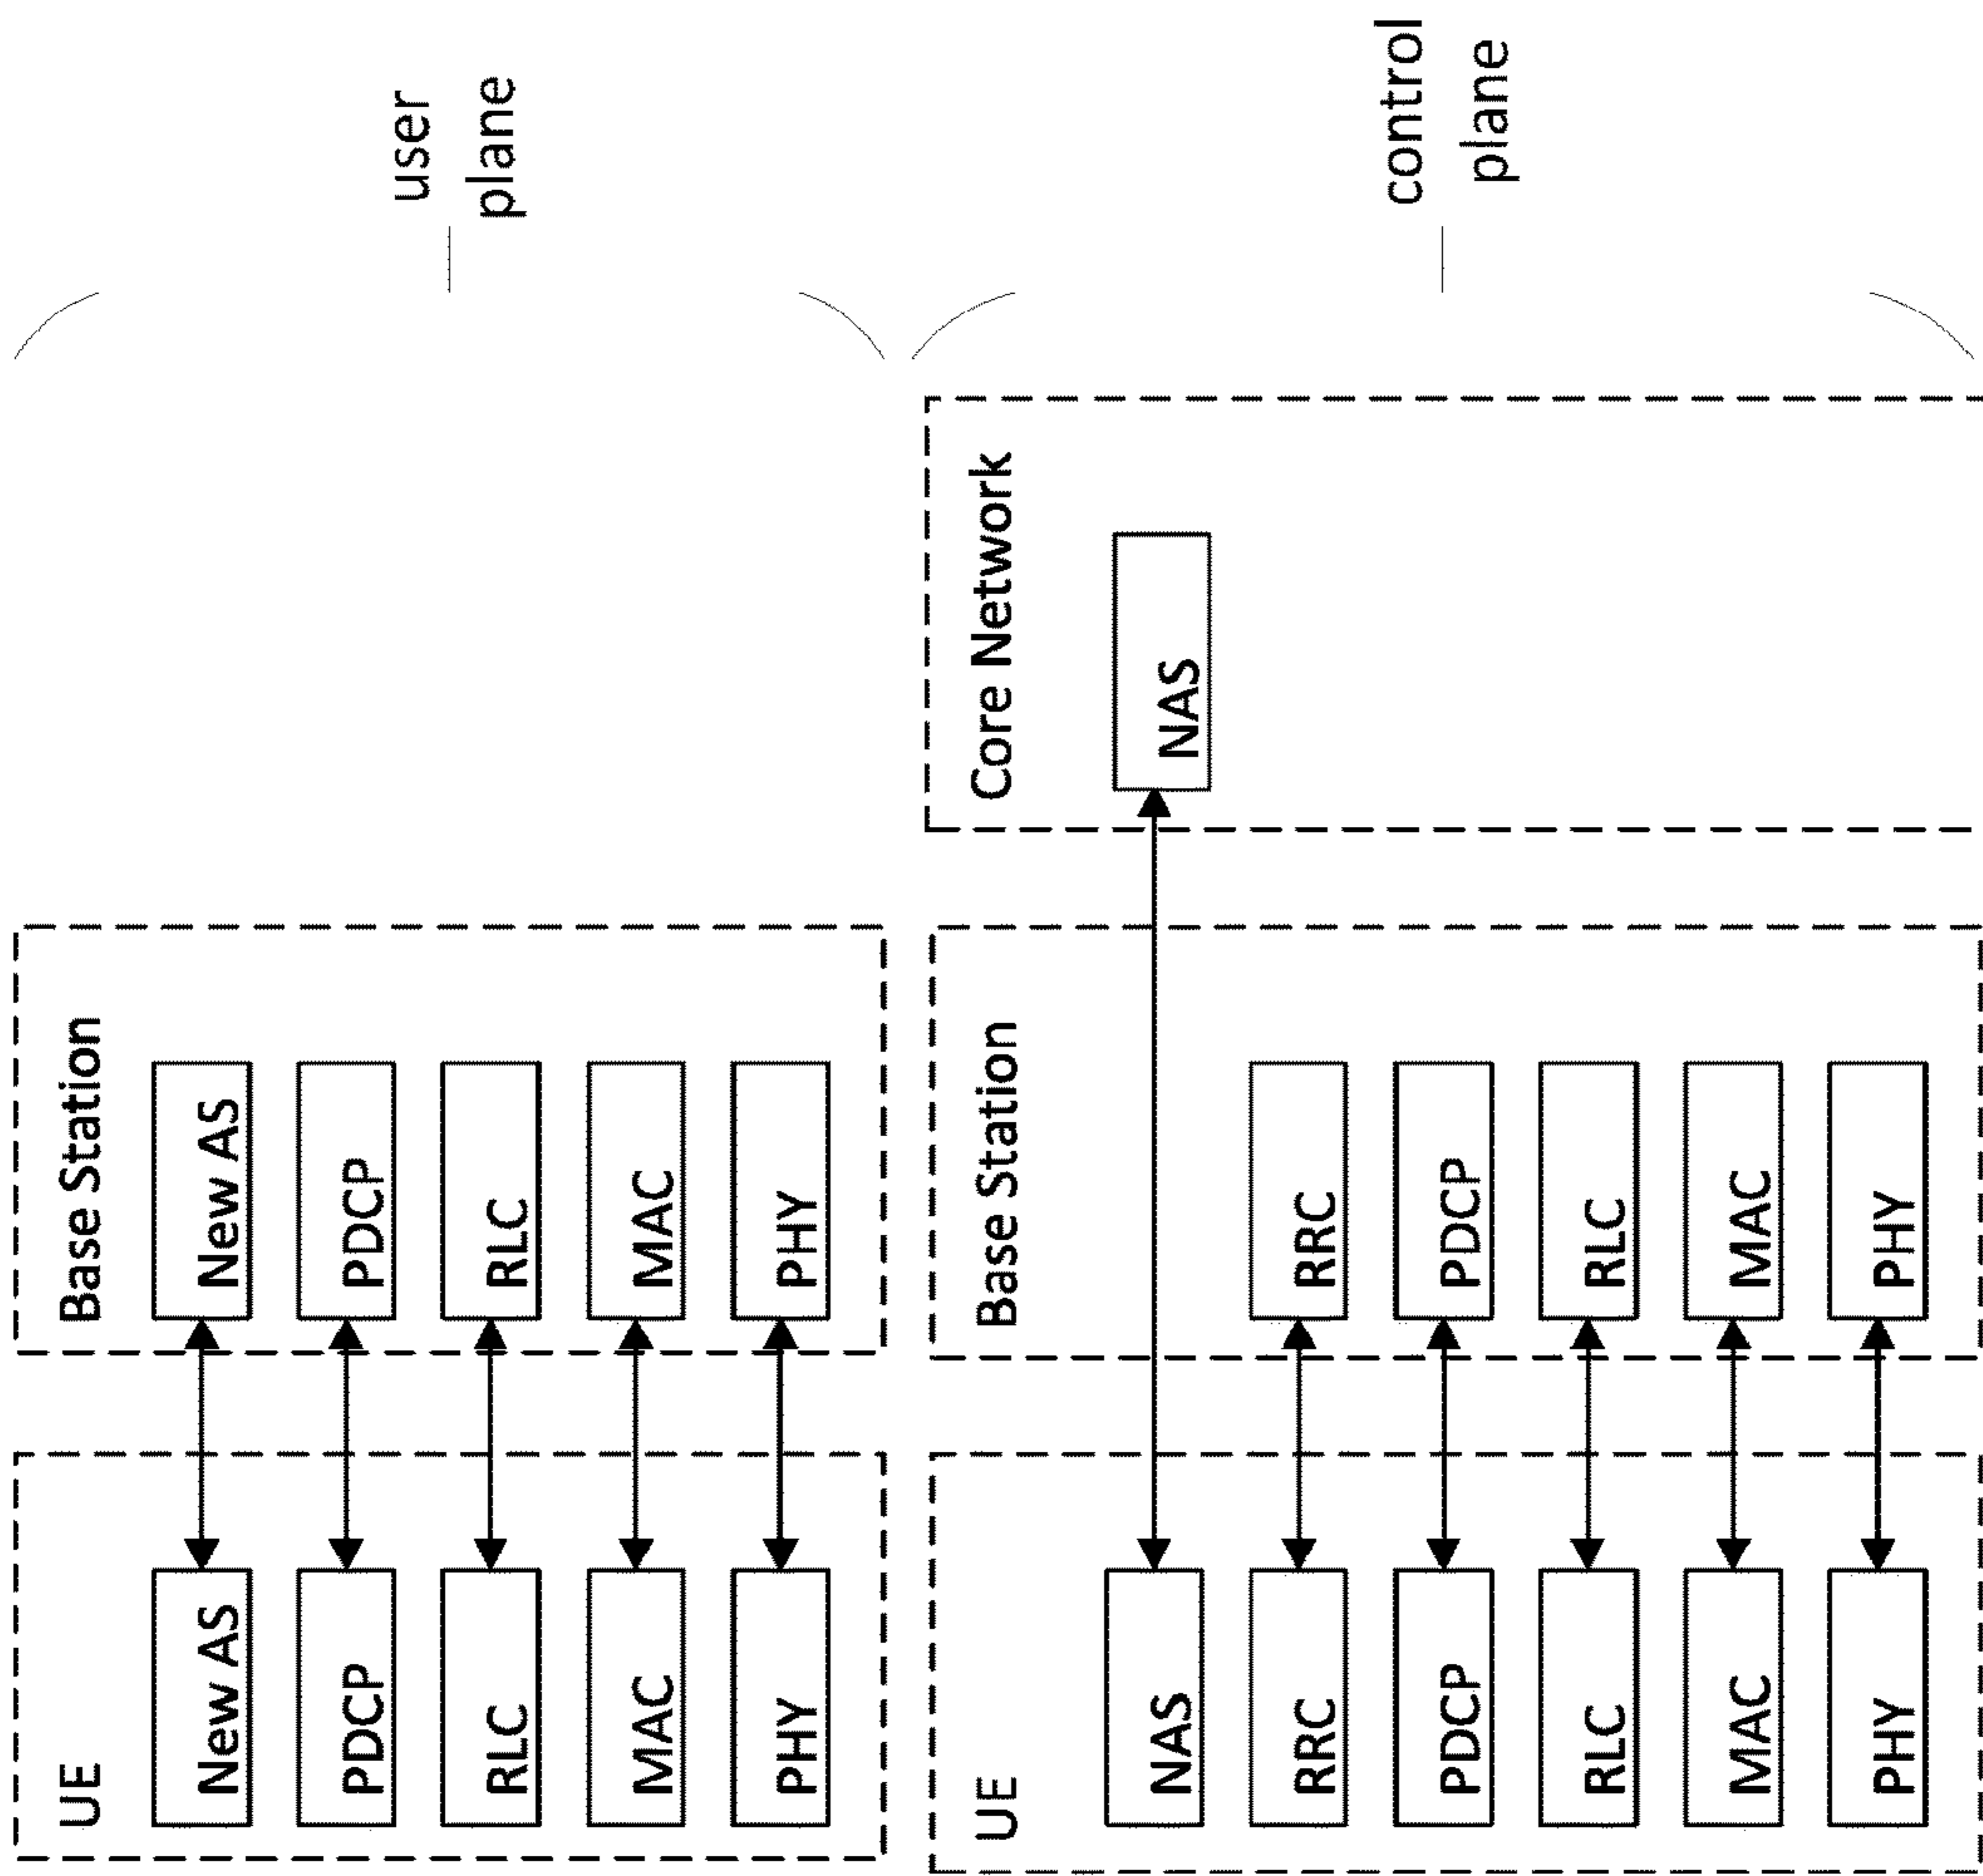 UE
New AS
PDCP
RLC
MAC
PHY
Base Station
New AS
PDCP
RLC
MAC
PHY
user
plane
UE
NAS
RRC
PDCP
RLC
MAC
PHY
Base Station
RRC
PDCP
RLC
MAC
PHY
Core Network
NAS
control
plane